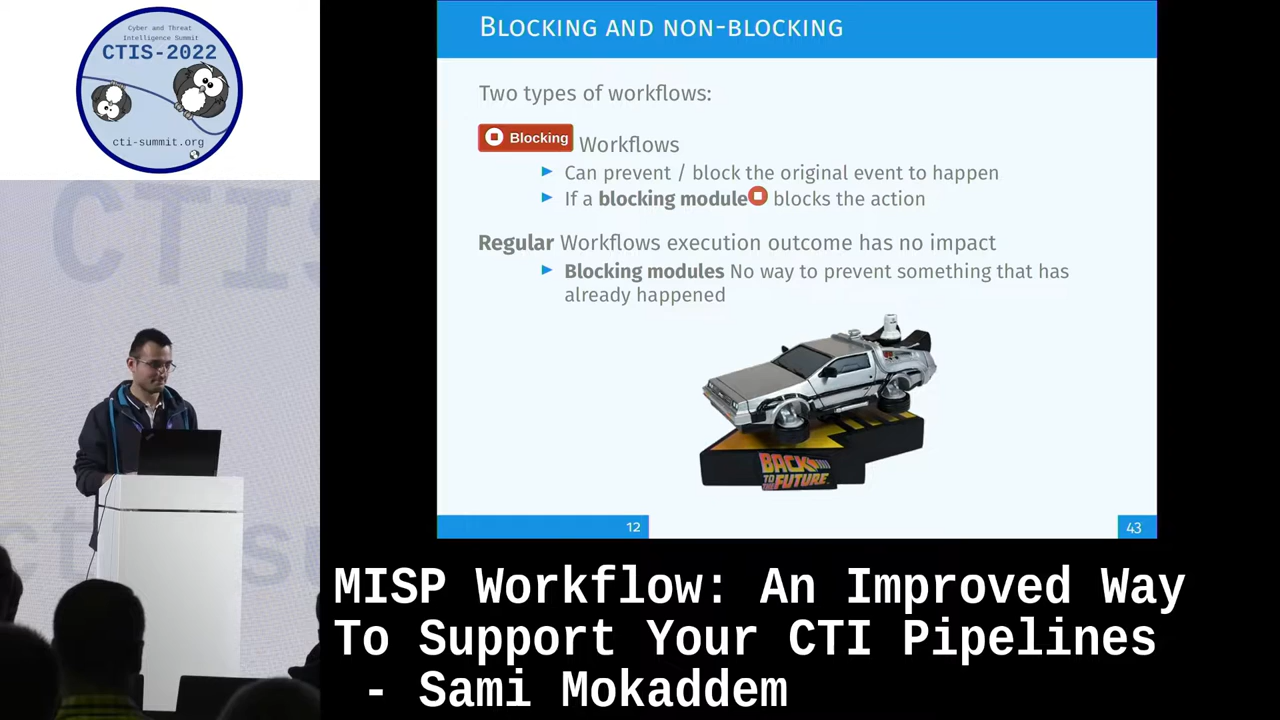 Cyber and Threat
Intelligence Summit
CTIS-2022
cti-summit.org
BLOCKING AND NON-BLOCKING
Two types of workflows:
Blocking Workflows
Can prevent / block the original event to happen
If a blocking module blocks the action
Regular Workflows execution outcome has no impact
Blocking modules No way to prevent something that has
already happened
BACK
TO THE FUTURE
12
43
CTIS
cti su
MISP Workflow: An Improved Way
To Support Your CTI Pipelines
- Sami Mokaddem